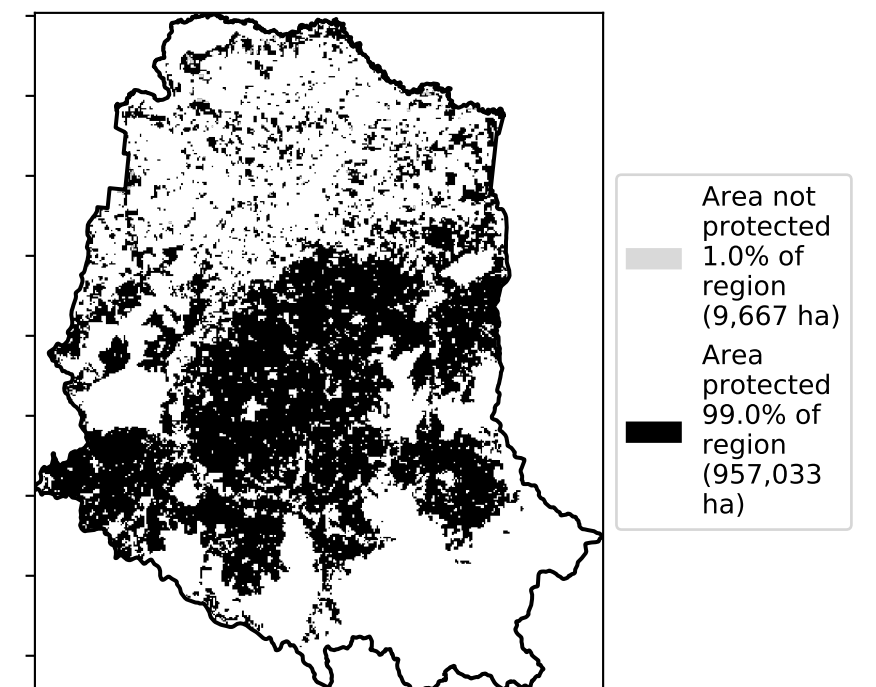 Area not
protected
1.0% of
region
(9,667 ha)
Area
protected
99.0% of
region
(957,033
ha)